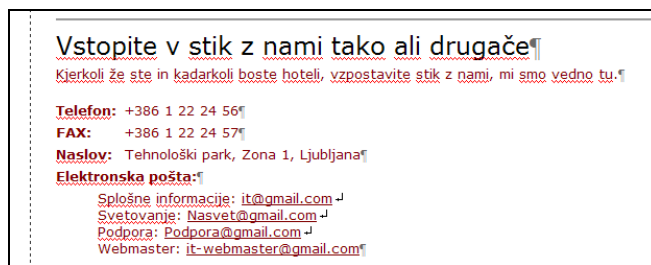 Vstopite v stik z nami tako ali drugače¶
Kjerkoli že ste in kadarkoli boste hoteli, vzpostavite stik z nami, mi smo vedno tu.¶
Telefon: +386 1 22 24 56¶
FAX: +386 1 22 24 57¶
Naslov: Tehnološki park, Zona 1, Ljubljana¶
Elektronska pošta:¶
Splošne informacije: it@gmail.com↵
Svetovanje: Nasvet@gmail.com↵
Podpora: Podpora@gmail.com↵
Webmaster: it-webmaster@gmail.com¶